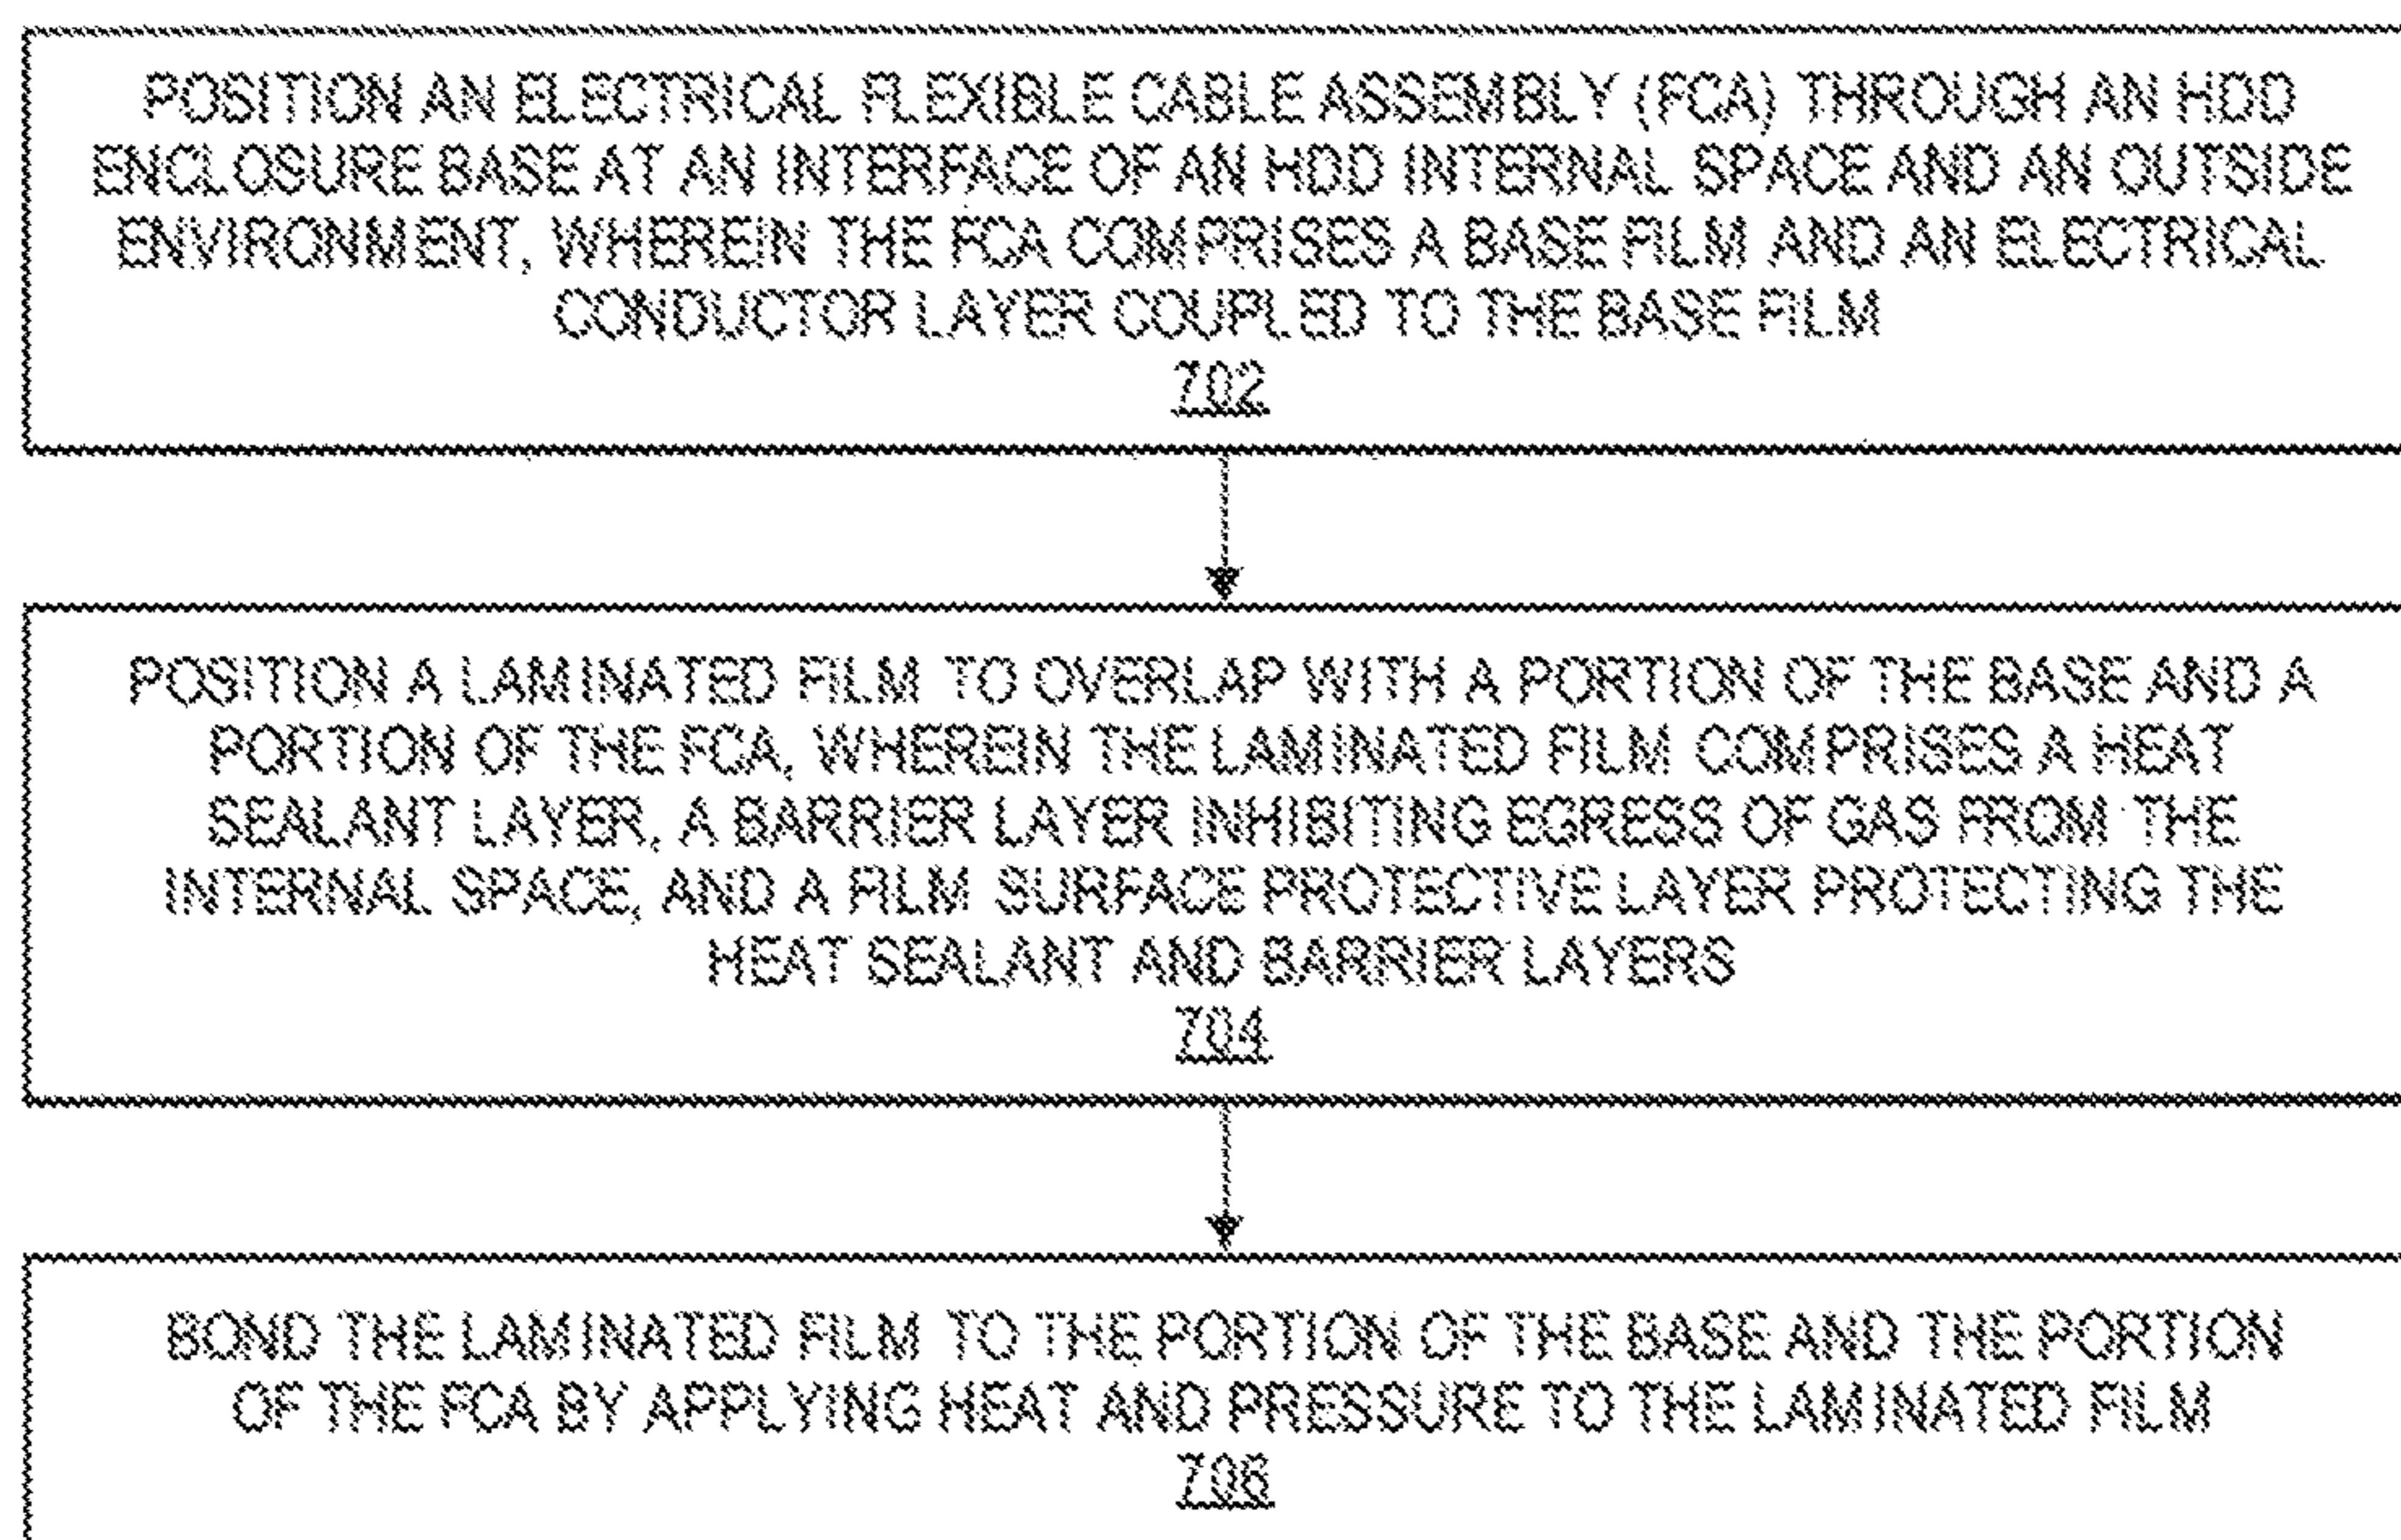 POSITION AN ELECTRICAL FLEXIBLE CABLE ASSEMBLY (FCA) THROUGH AN HDD
ENCLOSURE BASE AT AN INTERFACE OF AN HDD INTERNAL SPACE AND AN OUTSIDE
ENVIRONMENT, WHEREIN THE FCA COMPRISES A BASE FILM AND AN ELECTRICAL
CONDUCTOR LAYER COUPLED TO THE BASE FILM
702
POSITION A LAMINATED FILM TO OVERLAP WITH A PORTION OF THE BASE AND A
PORTION OF THE FCA, WHEREIN THE LAMINATED FILM COMPRISES A HEAT
SEALANT LAYER, A BARRIER LAYER INHIBITING EGRESS OF GAS FROM THE
INTERNAL SPACE, AND A FILM SURFACE PROTECTIVE LAYER PROTECTING THE
HEAT SEALANT AND BARRIER LAYERS
704
BOND THE LAMINATED FILM TO THE PORTION OF THE BASE AND THE PORTION
OF THE FCA BY APPLYING HEAT AND PRESSURE TO THE LAMINATED FILM
706